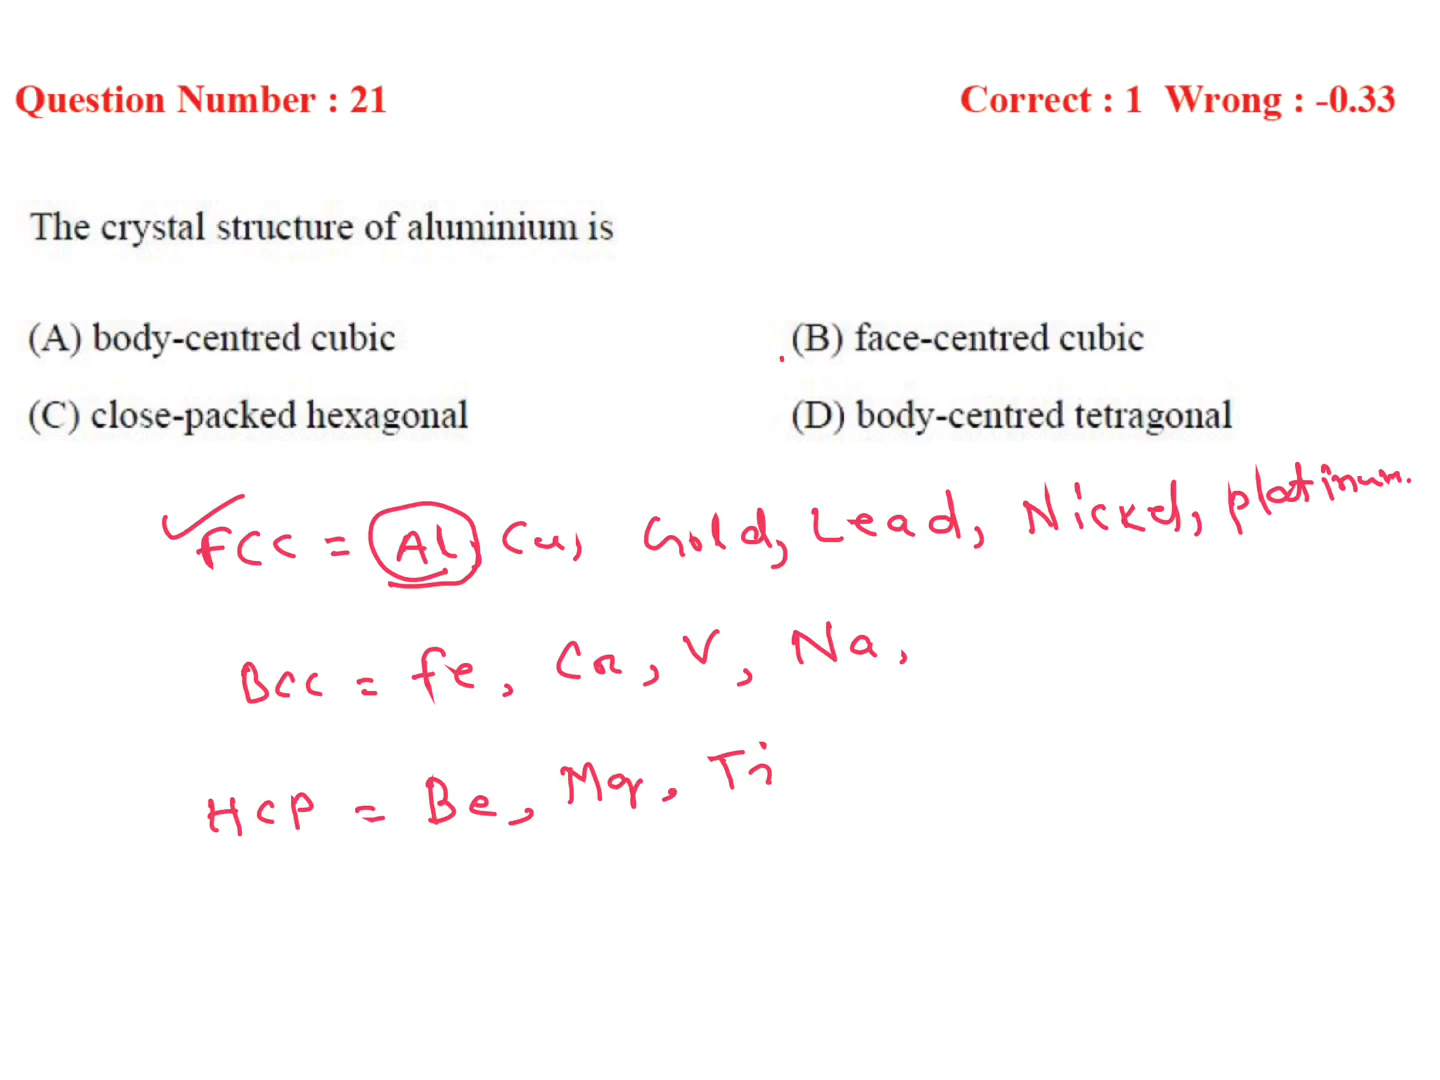 Question Number : 21 Correct : 1 Wrong : -0.33
The crystal structure of aluminium is
(A) body-centred cubic (B) face-centred cubic
(C) close-packed hexagonal (D) body-centred tetragonal
FCC = Al, Cu, Gold, Lead, Nickel, platinum.
BCC = fe, Cr, V, Na,
HCP = Be, Mg, Ti